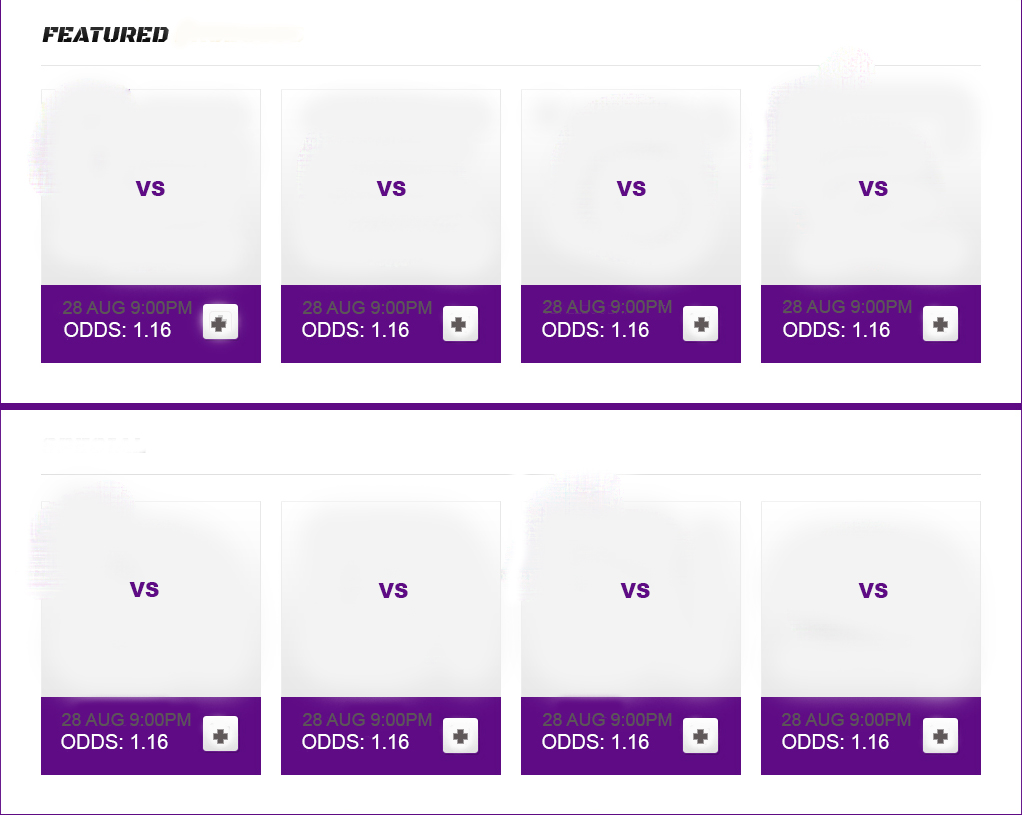 FEATURED
VS VS VS VS
28 AUG 9:00PM 28 AUG 9:00PM 28 AUG 9:00PM 28 AUG 9:00PM
ODDS: 1.16 ODDS: 1.16 ODDS: 1.16 ODDS: 1.16
VS VS VS VS
28 AUG 9:00PM 28 AUG 9:00PM 28 AUG 9:00PM 28 AUG 9:00PM
ODDS: 1.16 ODDS: 1.16 ODDS: 1.16 ODDS: 1.16